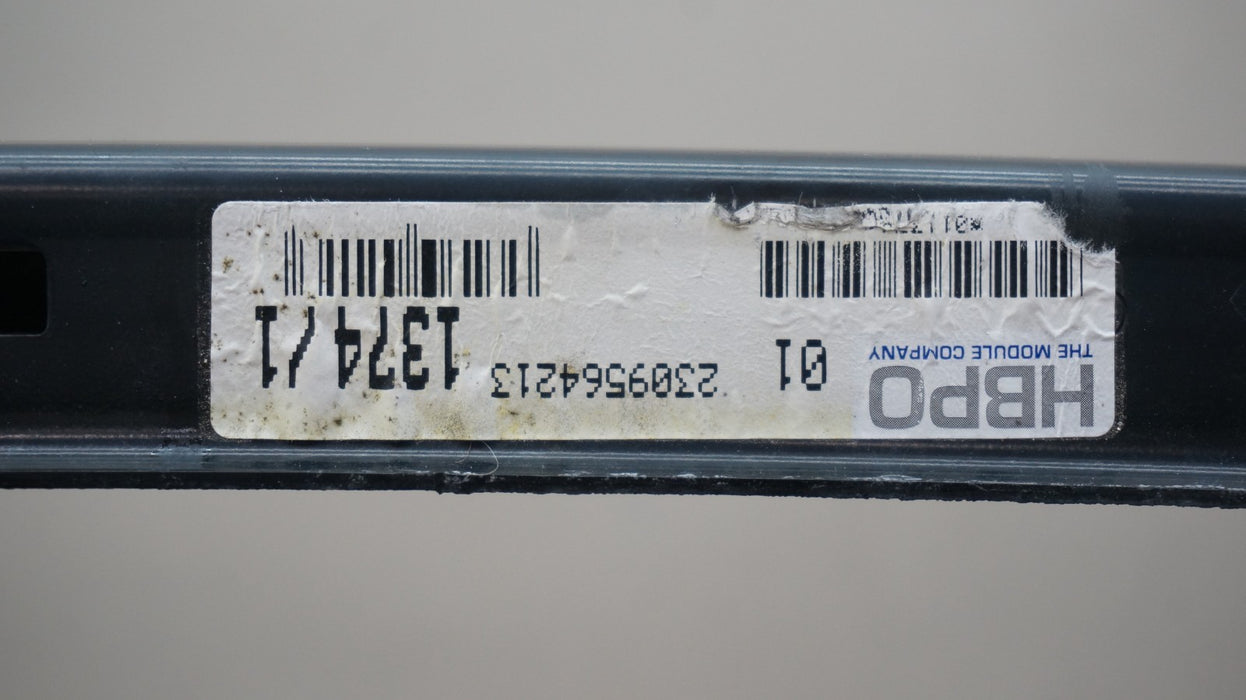 HBPO
THE MODULE COMPANY
01
2309564213
1374/1